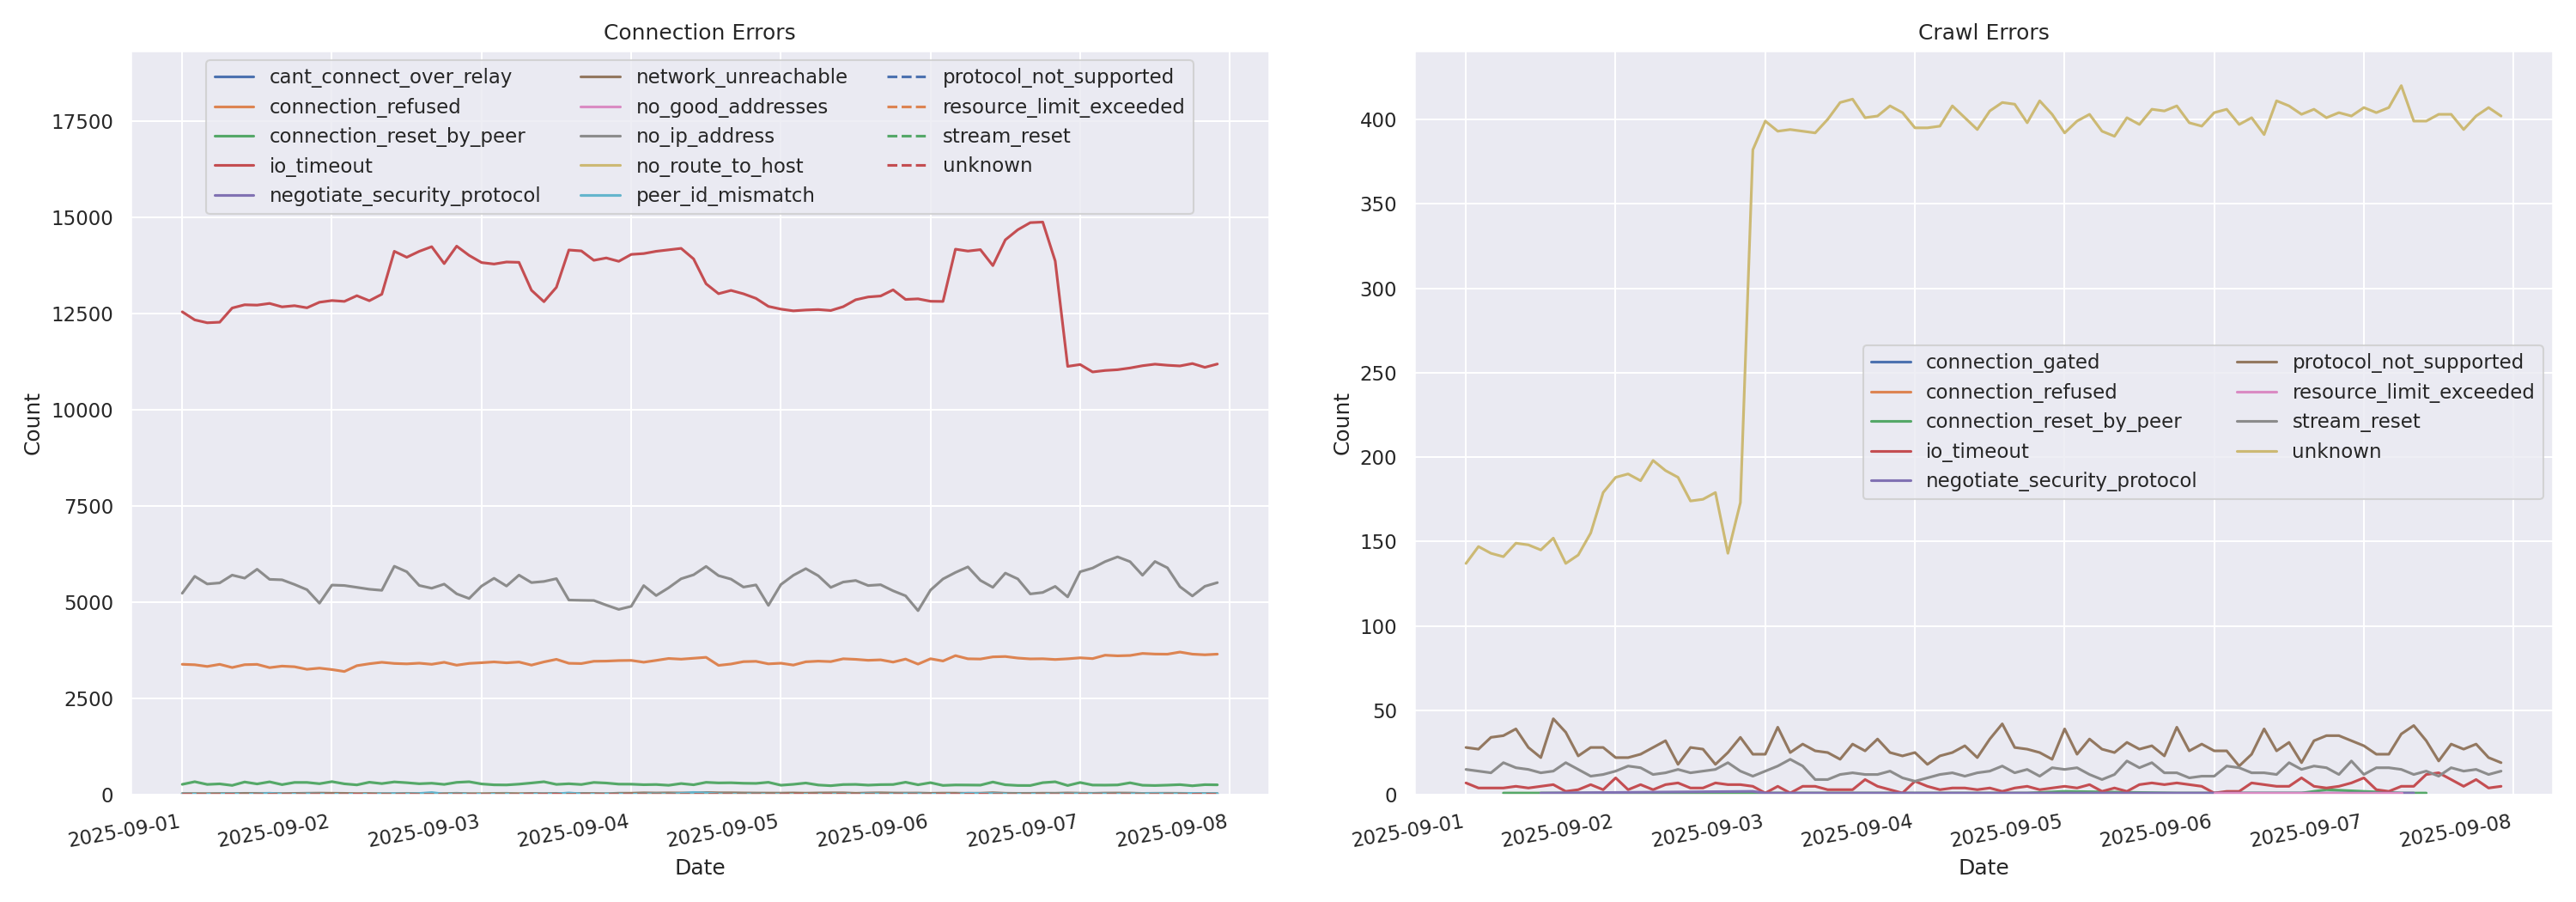 Connection Errors
cant_connect_over_relay
connection_refused
connection_reset_by_peer
io_timeout
negotiate_security_protocol
network_unreachable
no_good_addresses
no_ip_address
no_route_to_host
peer_id_mismatch
protocol_not_supported
resource_limit_exceeded
stream_reset
unknown
Count
17500
15000
12500
10000
7500
5000
2500
0
2025-09-01
2025-09-02
2025-09-03
2025-09-04
2025-09-05
2025-09-06
2025-09-07
2025-09-08
Date
Crawl Errors
Count
400
350
300
250
200
150
100
50
0
connection_gated
connection_refused
connection_reset_by_peer
io_timeout
negotiate_security_protocol
protocol_not_supported
resource_limit_exceeded
stream_reset
unknown
2025-09-01
2025-09-02
2025-09-03
2025-09-04
2025-09-05
2025-09-06
2025-09-07
2025-09-08
Date